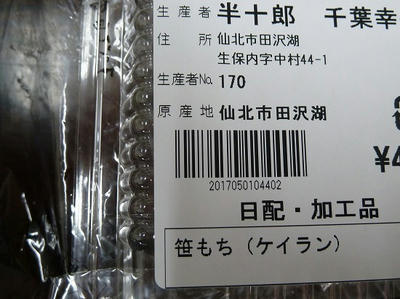 生産者 半十郎 千葉幸
住所 仙北市田沢湖
生保内字中村44-1
生産者No. 170
原産地 仙北市田沢湖
¥4
2017050104402
日配・加工品
笹もち（ケイラン）